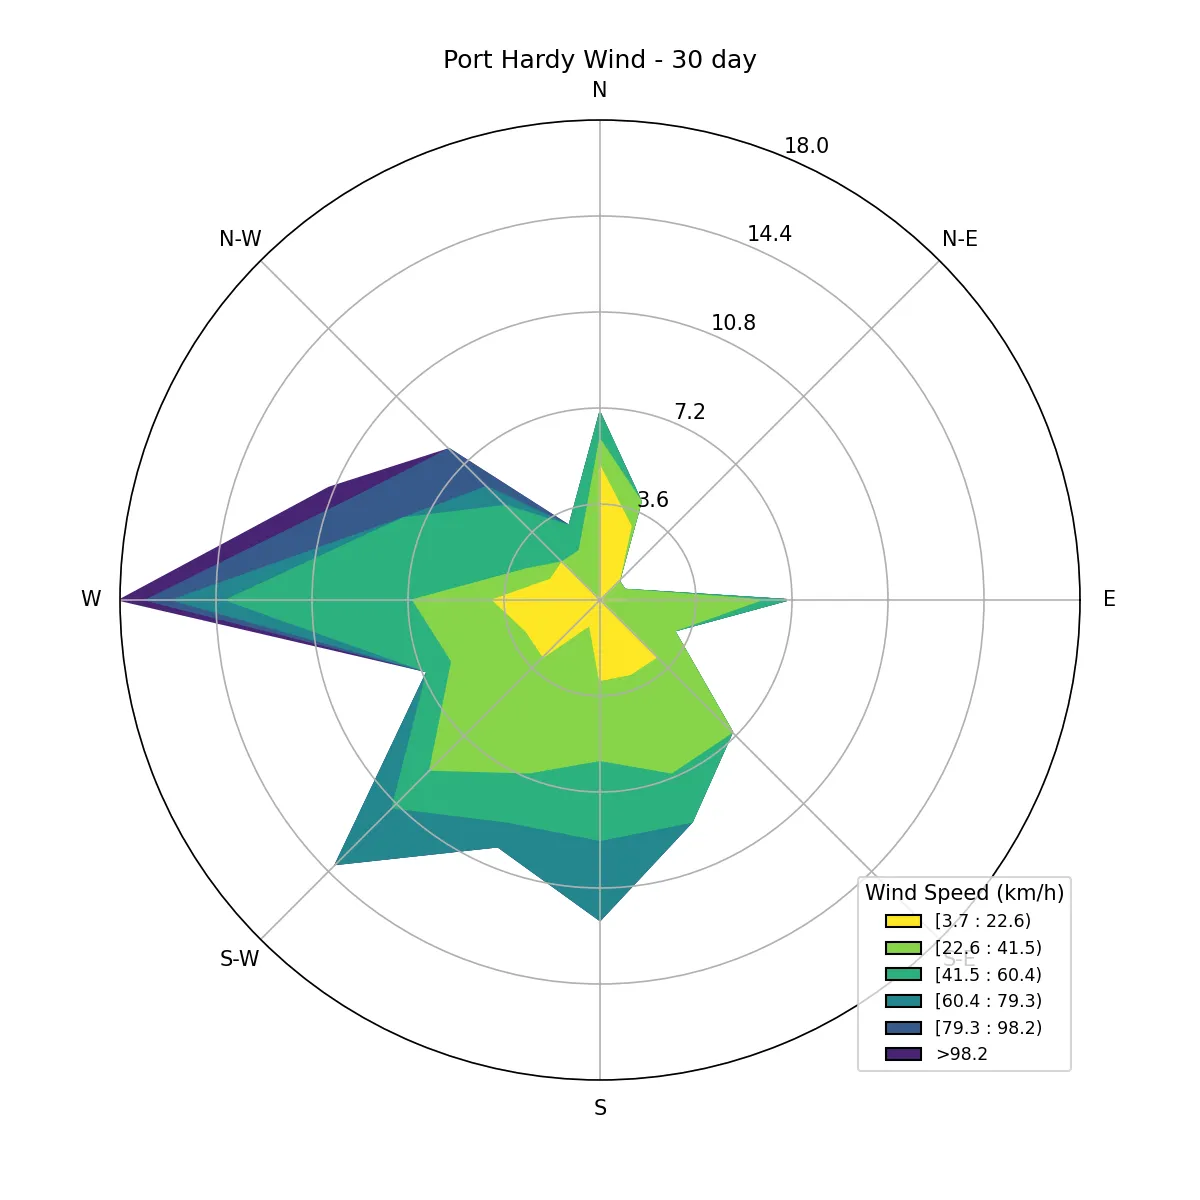 Port Hardy Wind - 30 day
N
18.0
N-W
14.4
N-E
10.8
7.2
3.6
W
E
Wind Speed (km/h)
[3.7 : 22.6)
[22.6 : 41.5)
S-W
S-E
[41.5 : 60.4)
[60.4 : 79.3)
[79.3 : 98.2)
>98.2
S